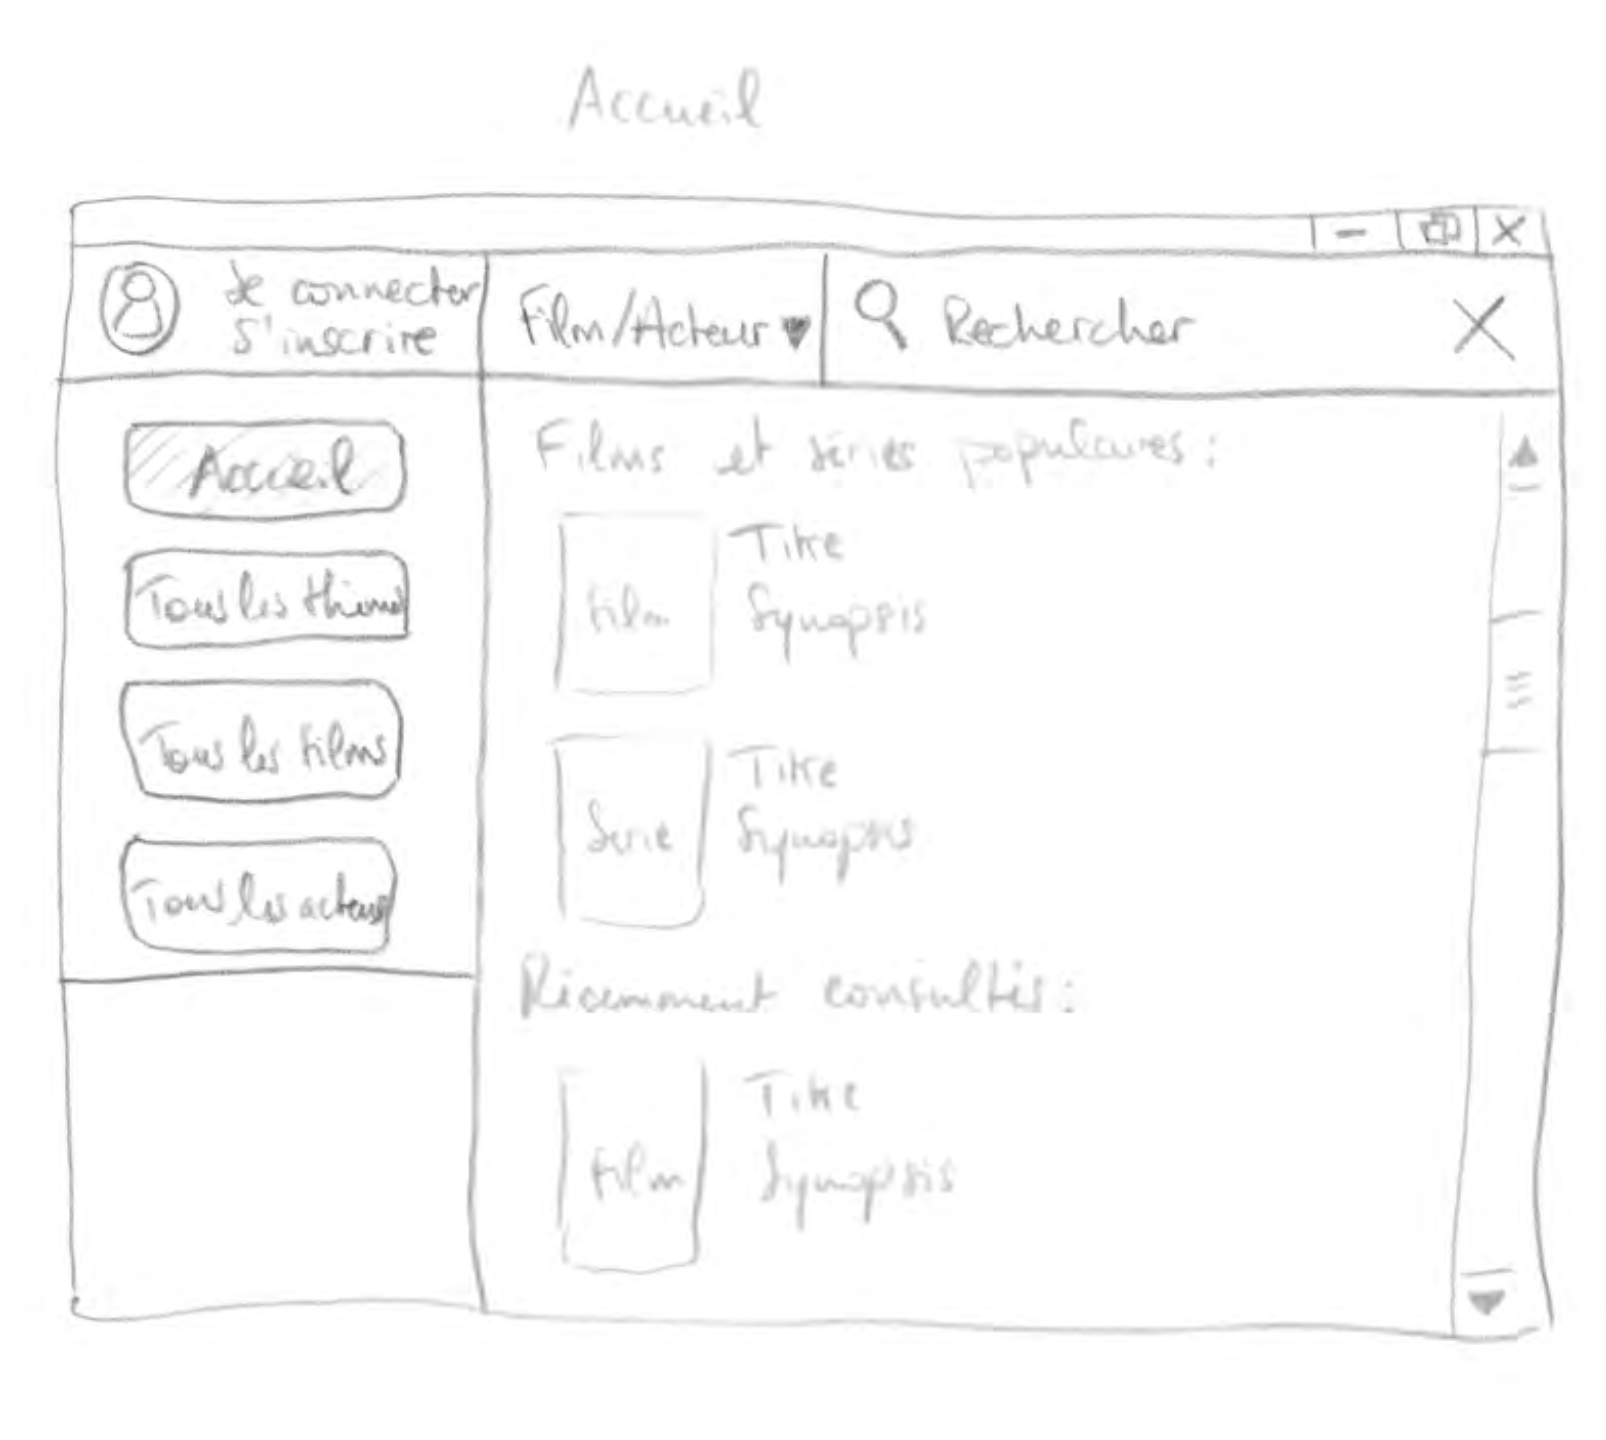 Accueil
Se connecter
S'inscrire
Film/Acteur
Rechercher
Accueil
Tous les thèmes
Tous les films
Tous les acteurs
Films et séries populaires :
Film
Titre
Synopsis
Série
Titre
Synopsis
Récemment consultés :
Film
Titre
Synopsis